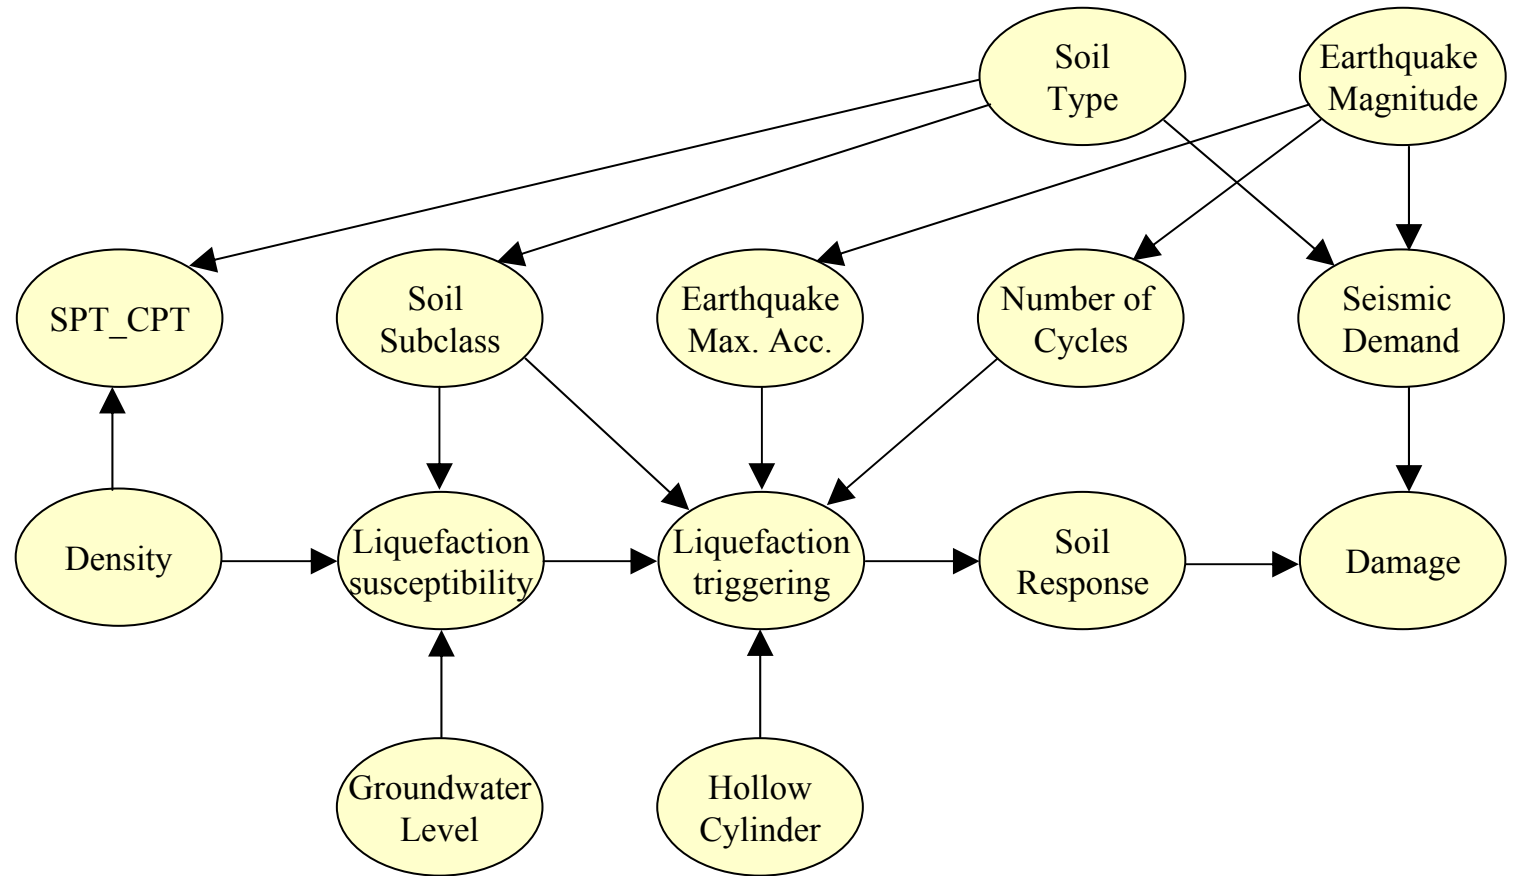 Soil
Type
Earthquake
Magnitude
SPT_CPT
Soil
Subclass
Earthquake
Max. Acc.
Number of
Cycles
Seismic
Demand
Density
Liquefaction
susceptibility
Liquefaction
triggering
Soil
Response
Damage
Groundwater
Level
Hollow
Cylinder